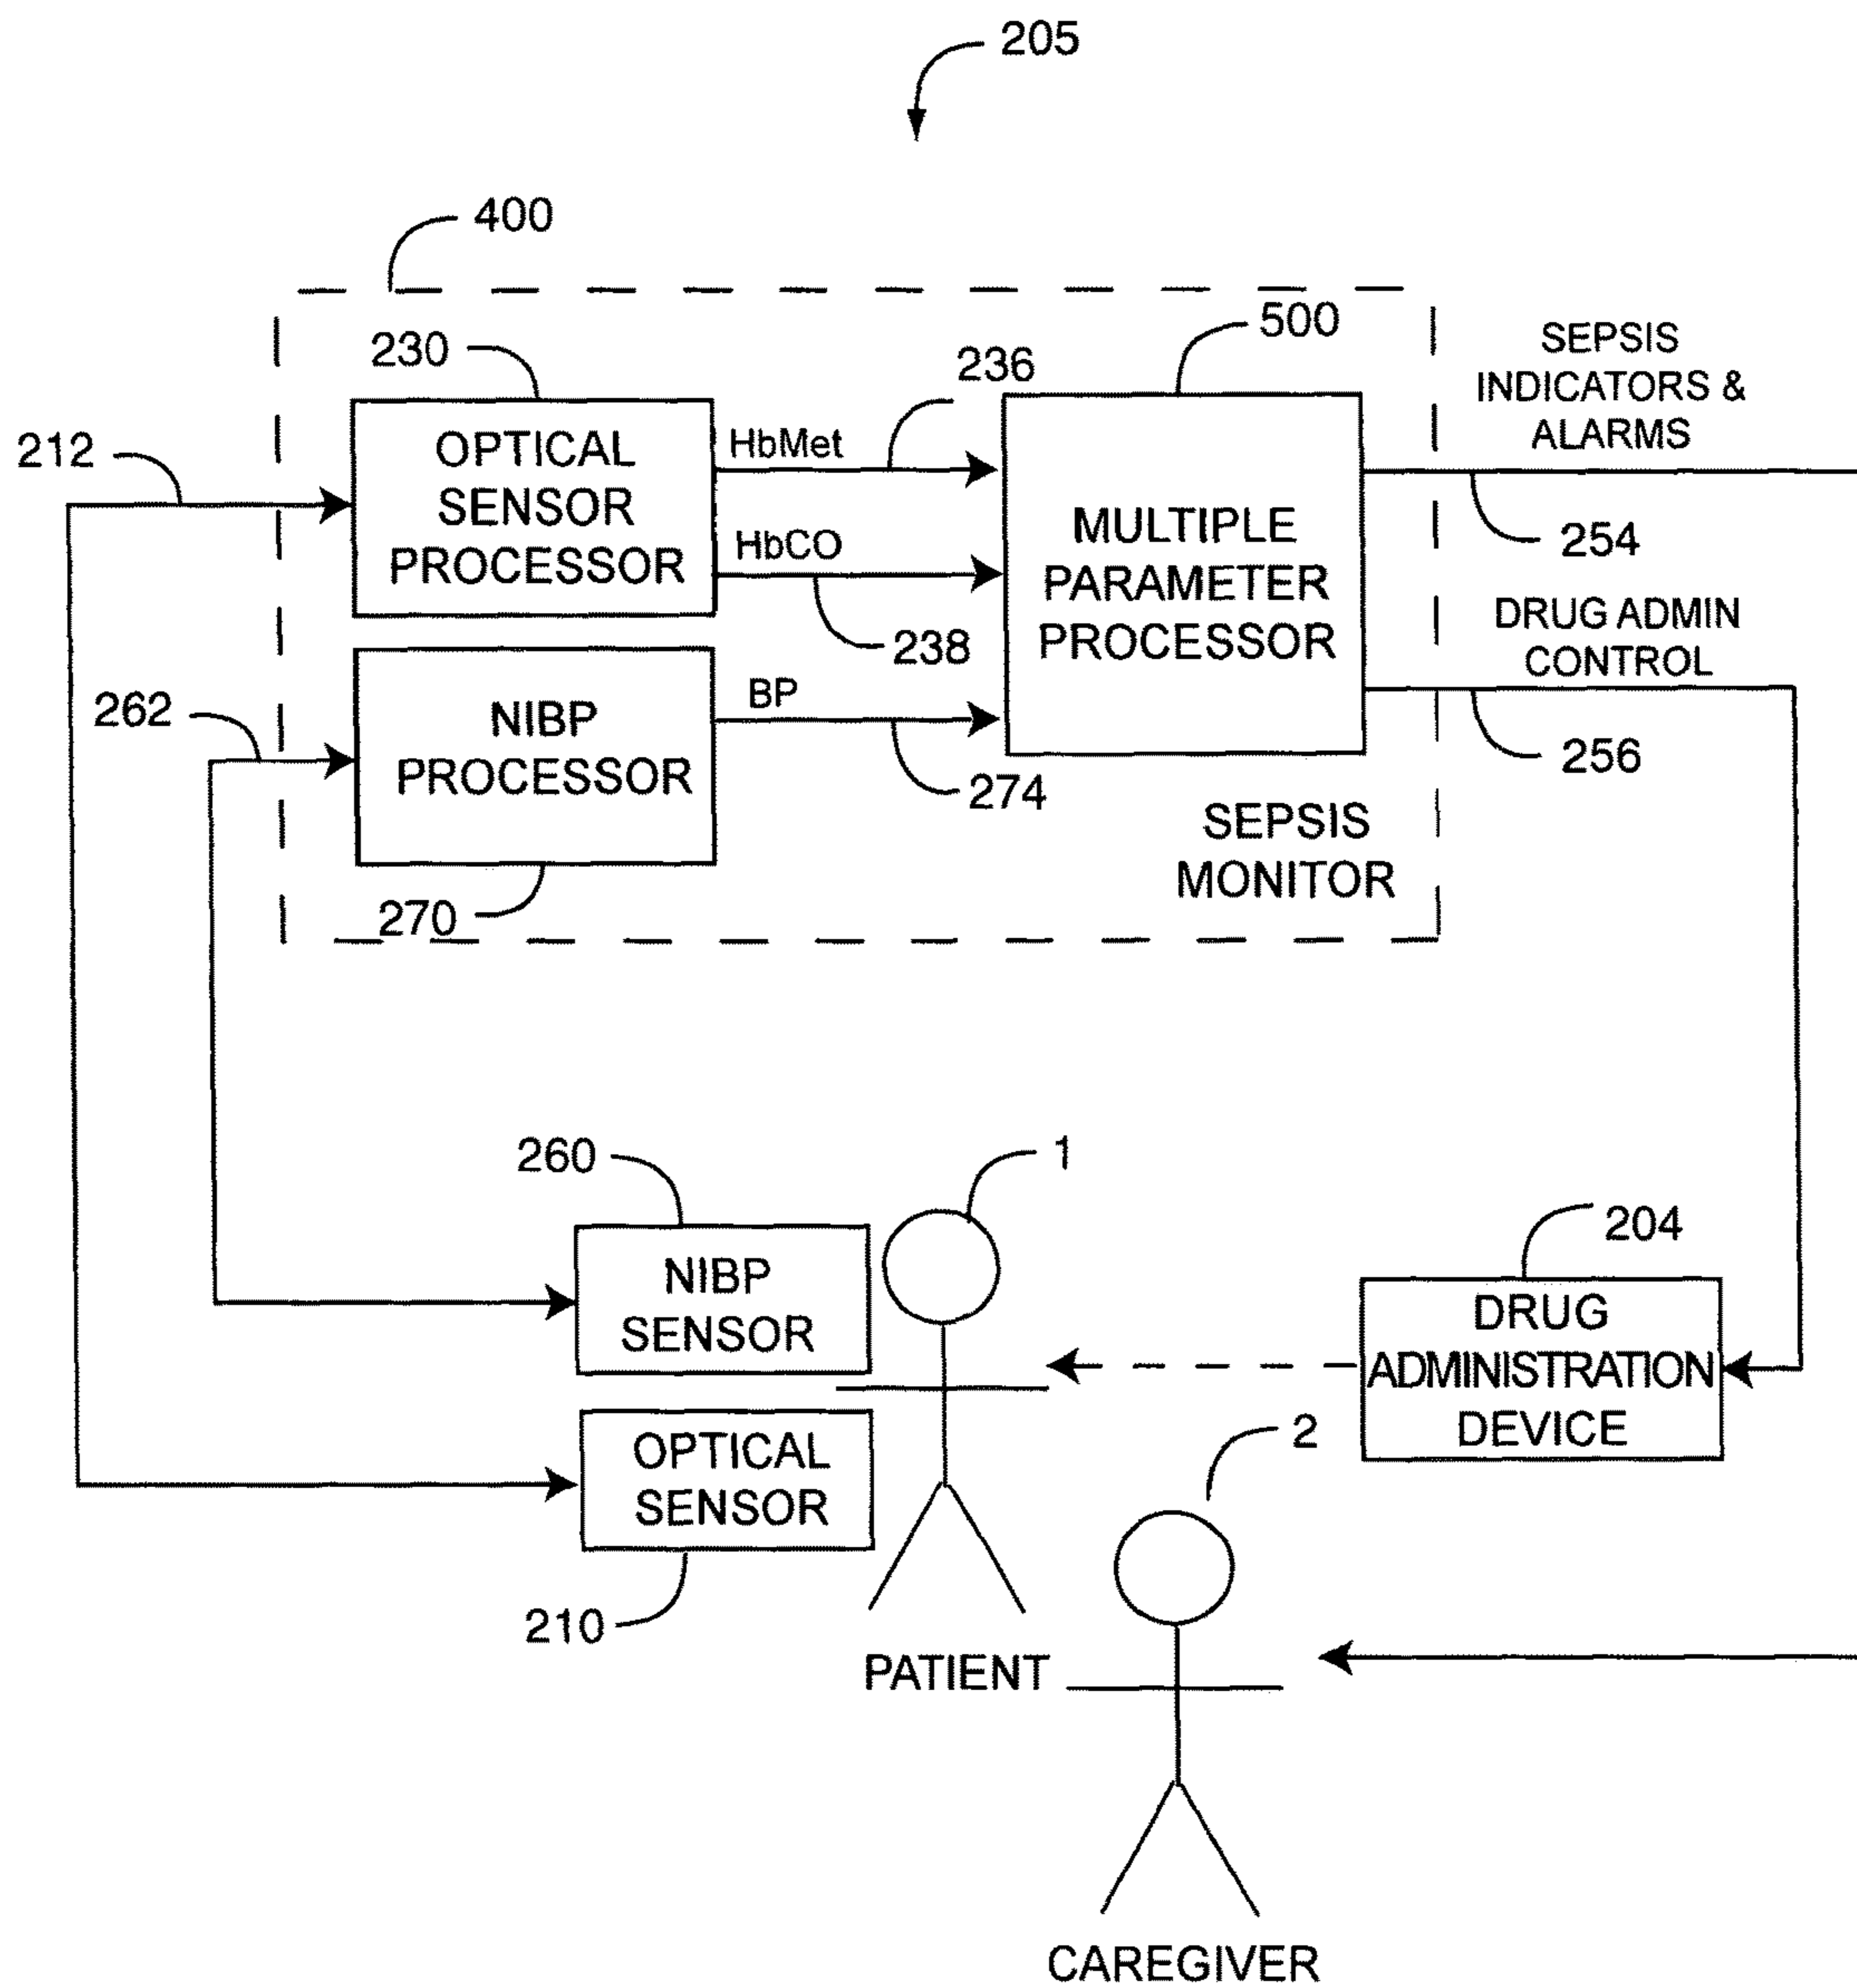 205
400
230
500
236
SEPSIS
INDICATORS &
ALARMS
212
OPTICAL
SENSOR
PROCESSOR
HbMet
HbCO
MULTIPLE
PARAMETER
PROCESSOR
254
238
DRUG ADMIN
CONTROL
262
NIBP
PROCESSOR
BP
274
256
SEPSIS
MONITOR
270
260
1
204
NIBP
SENSOR
DRUG
ADMINISTRATION
DEVICE
2
OPTICAL
SENSOR
210
PATIENT
CAREGIVER